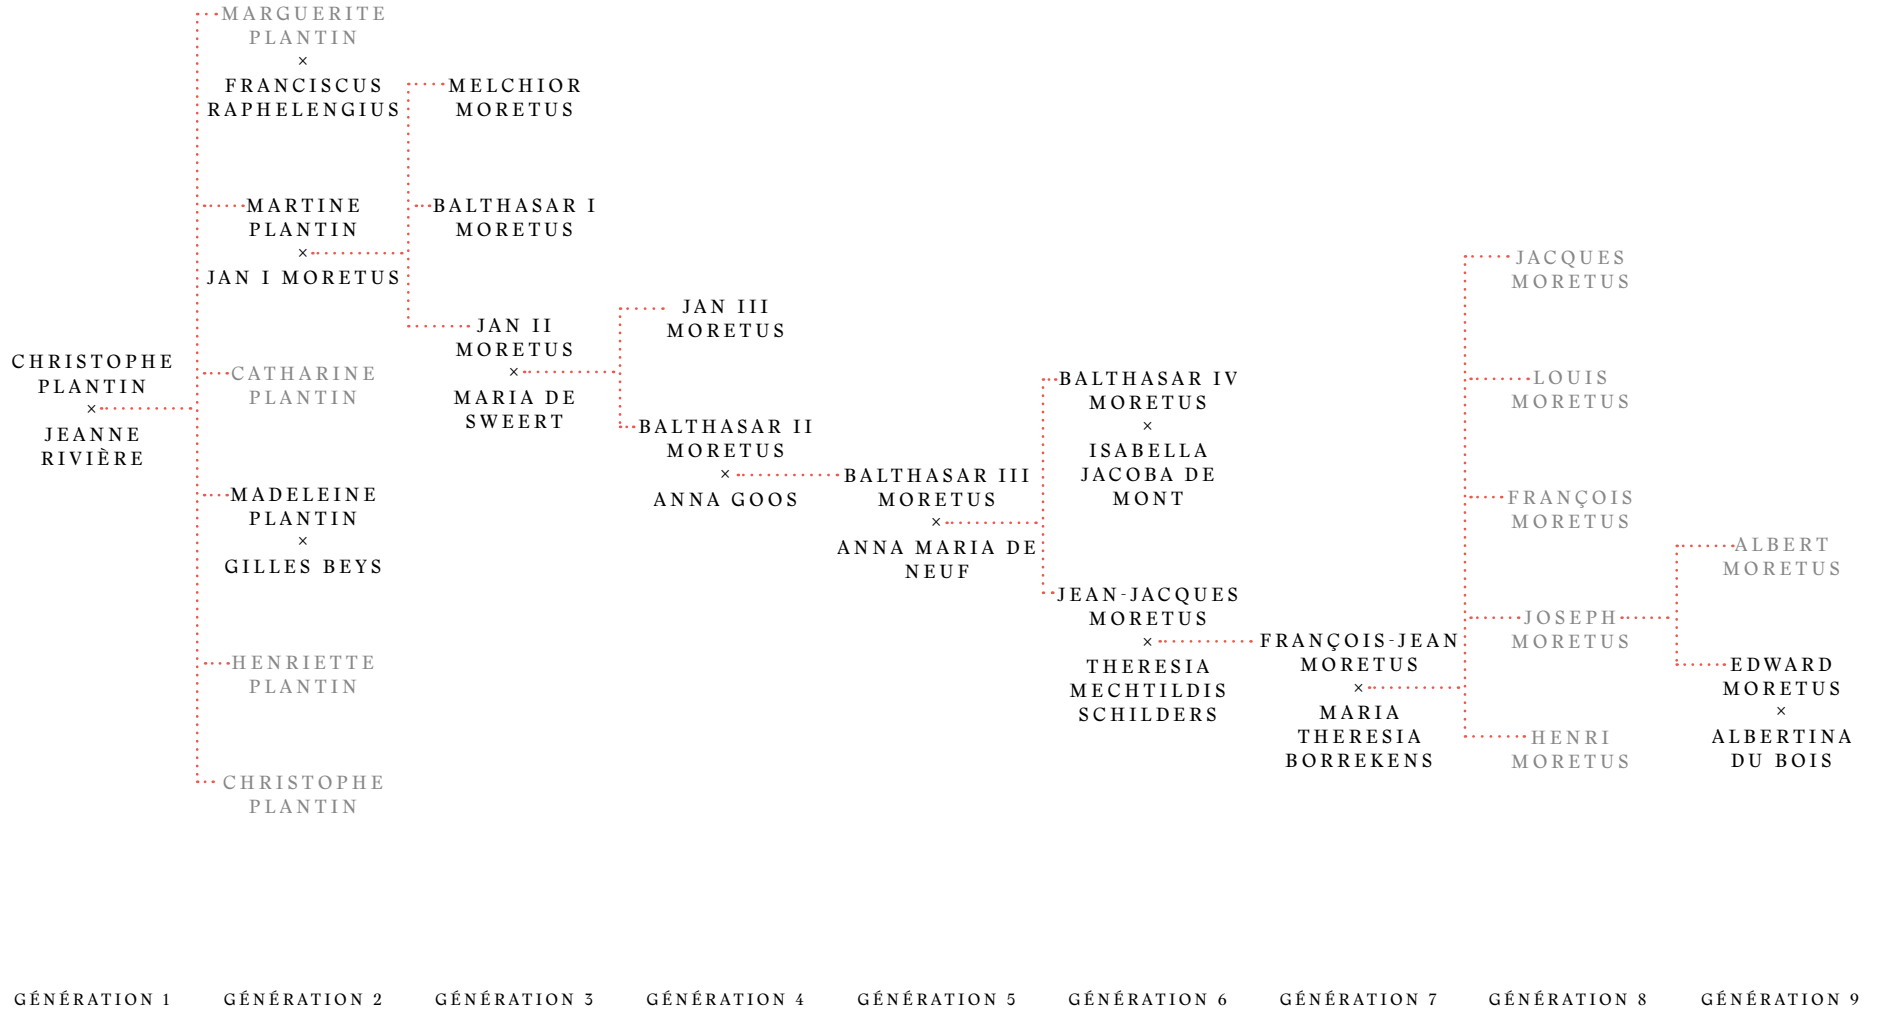 CHRISTOPHE
PLANTIN
×
JEANNE
RIVIÈRE
MARGUERITE
PLANTIN
×
FRANCISCUS
RAPHELENGIUS
MARTINE
PLANTIN
×
JAN I MORETUS
CATHARINE
PLANTIN
MADELEINE
PLANTIN
×
GILLES BEYS
HENRIETTE
PLANTIN
CHRISTOPHE
PLANTIN
MELCHIOR
MORETUS
BALTHASAR I
MORETUS
JAN II
MORETUS
×
MARIA DE
SWEERT
JAN III
MORETUS
BALTHASAR II
MORETUS
×
ANNA GOOS
BALTHASAR III
MORETUS
×
ANNA MARIA DE
NEUF
BALTHASAR IV
MORETUS
×
ISABELLA
JACOBA DE
MONT
JEAN-JACQUES
MORETUS
×
THERESIA
MECHTILDIS
SCHILDERS
FRANÇOIS-JEAN
MORETUS
×
MARIA
THERESIA
BORREKENS
JACQUES
MORETUS
LOUIS
MORETUS
FRANÇOIS
MORETUS
JOSEPH
MORETUS
HENRI
MORETUS
ALBERT
MORETUS
EDWARD
MORETUS
×
ALBERTINA
DU BOIS
GÉNÉRATION 1
GÉNÉRATION 2
GÉNÉRATION 3
GÉNÉRATION 4
GÉNÉRATION 5
GÉNÉRATION 6
GÉNÉRATION 7
GÉNÉRATION 8
GÉNÉRATION 9